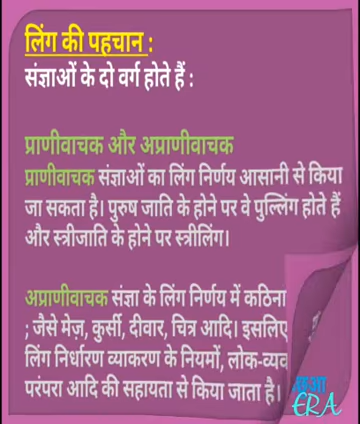 लिंग की पहचान :
संज्ञाओं के दो वर्ग होते हैं :
प्राणीवाचक और अप्राणीवाचक
प्राणीवाचक संज्ञाओं का लिंग निर्णय आसानी से किया
जा सकता है। पुरुष जाति के होने पर वे पुल्लिंग होते हैं
और स्त्रीजाति के होने पर स्त्रीलिंग।
अप्राणीवाचक संज्ञा के लिंग निर्णय में कठिना
; जैसे मेज़, कुर्सी, दीवार, चित्र आदि। इसलिए
लिंग निर्धारण व्याकरण के नियमों, लोक-व्यव
परंपरा आदि की सहायता से किया जाता है।
ERA